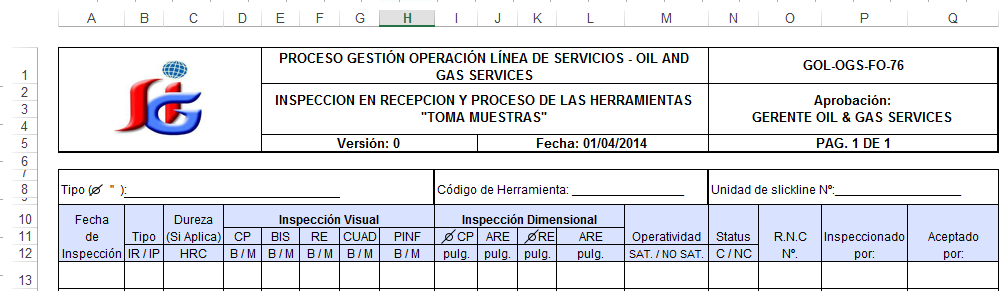 A B C D E F G H I J K L M N O P Q
1
PROCESO GESTIÓN OPERACIÓN LÍNEA DE SERVICIOS - OIL AND
GAS SERVICES
GOL-OGS-FO-76
SIG
2
3
4
INSPECCION EN RECEPCION Y PROCESO DE LAS HERRAMIENTAS
"TOMA MUESTRAS"
Aprobación:
GERENTE OIL & GAS SERVICES
5
Versión: 0 Fecha: 01/04/2014 PAG. 1 DE 1
6
7
8 Tipo (Ø " ):____________ Código de Herramienta: ____________ Unidad de slickline Nº:____________
9
10 Fecha Dureza Inspección Visual Inspección Dimensional
11 de Tipo (Si Aplica) CP BIS RE CUAD PINF Ø CP ARE Ø RE ARE Operatividad Status R.N.C Inspeccionado Aceptado
12 Inspección IR / IP HRC B / M B / M B / M B / M B / M pulg. pulg. pulg. pulg. SAT. / NO SAT. C / NC Nº. por: por:
13